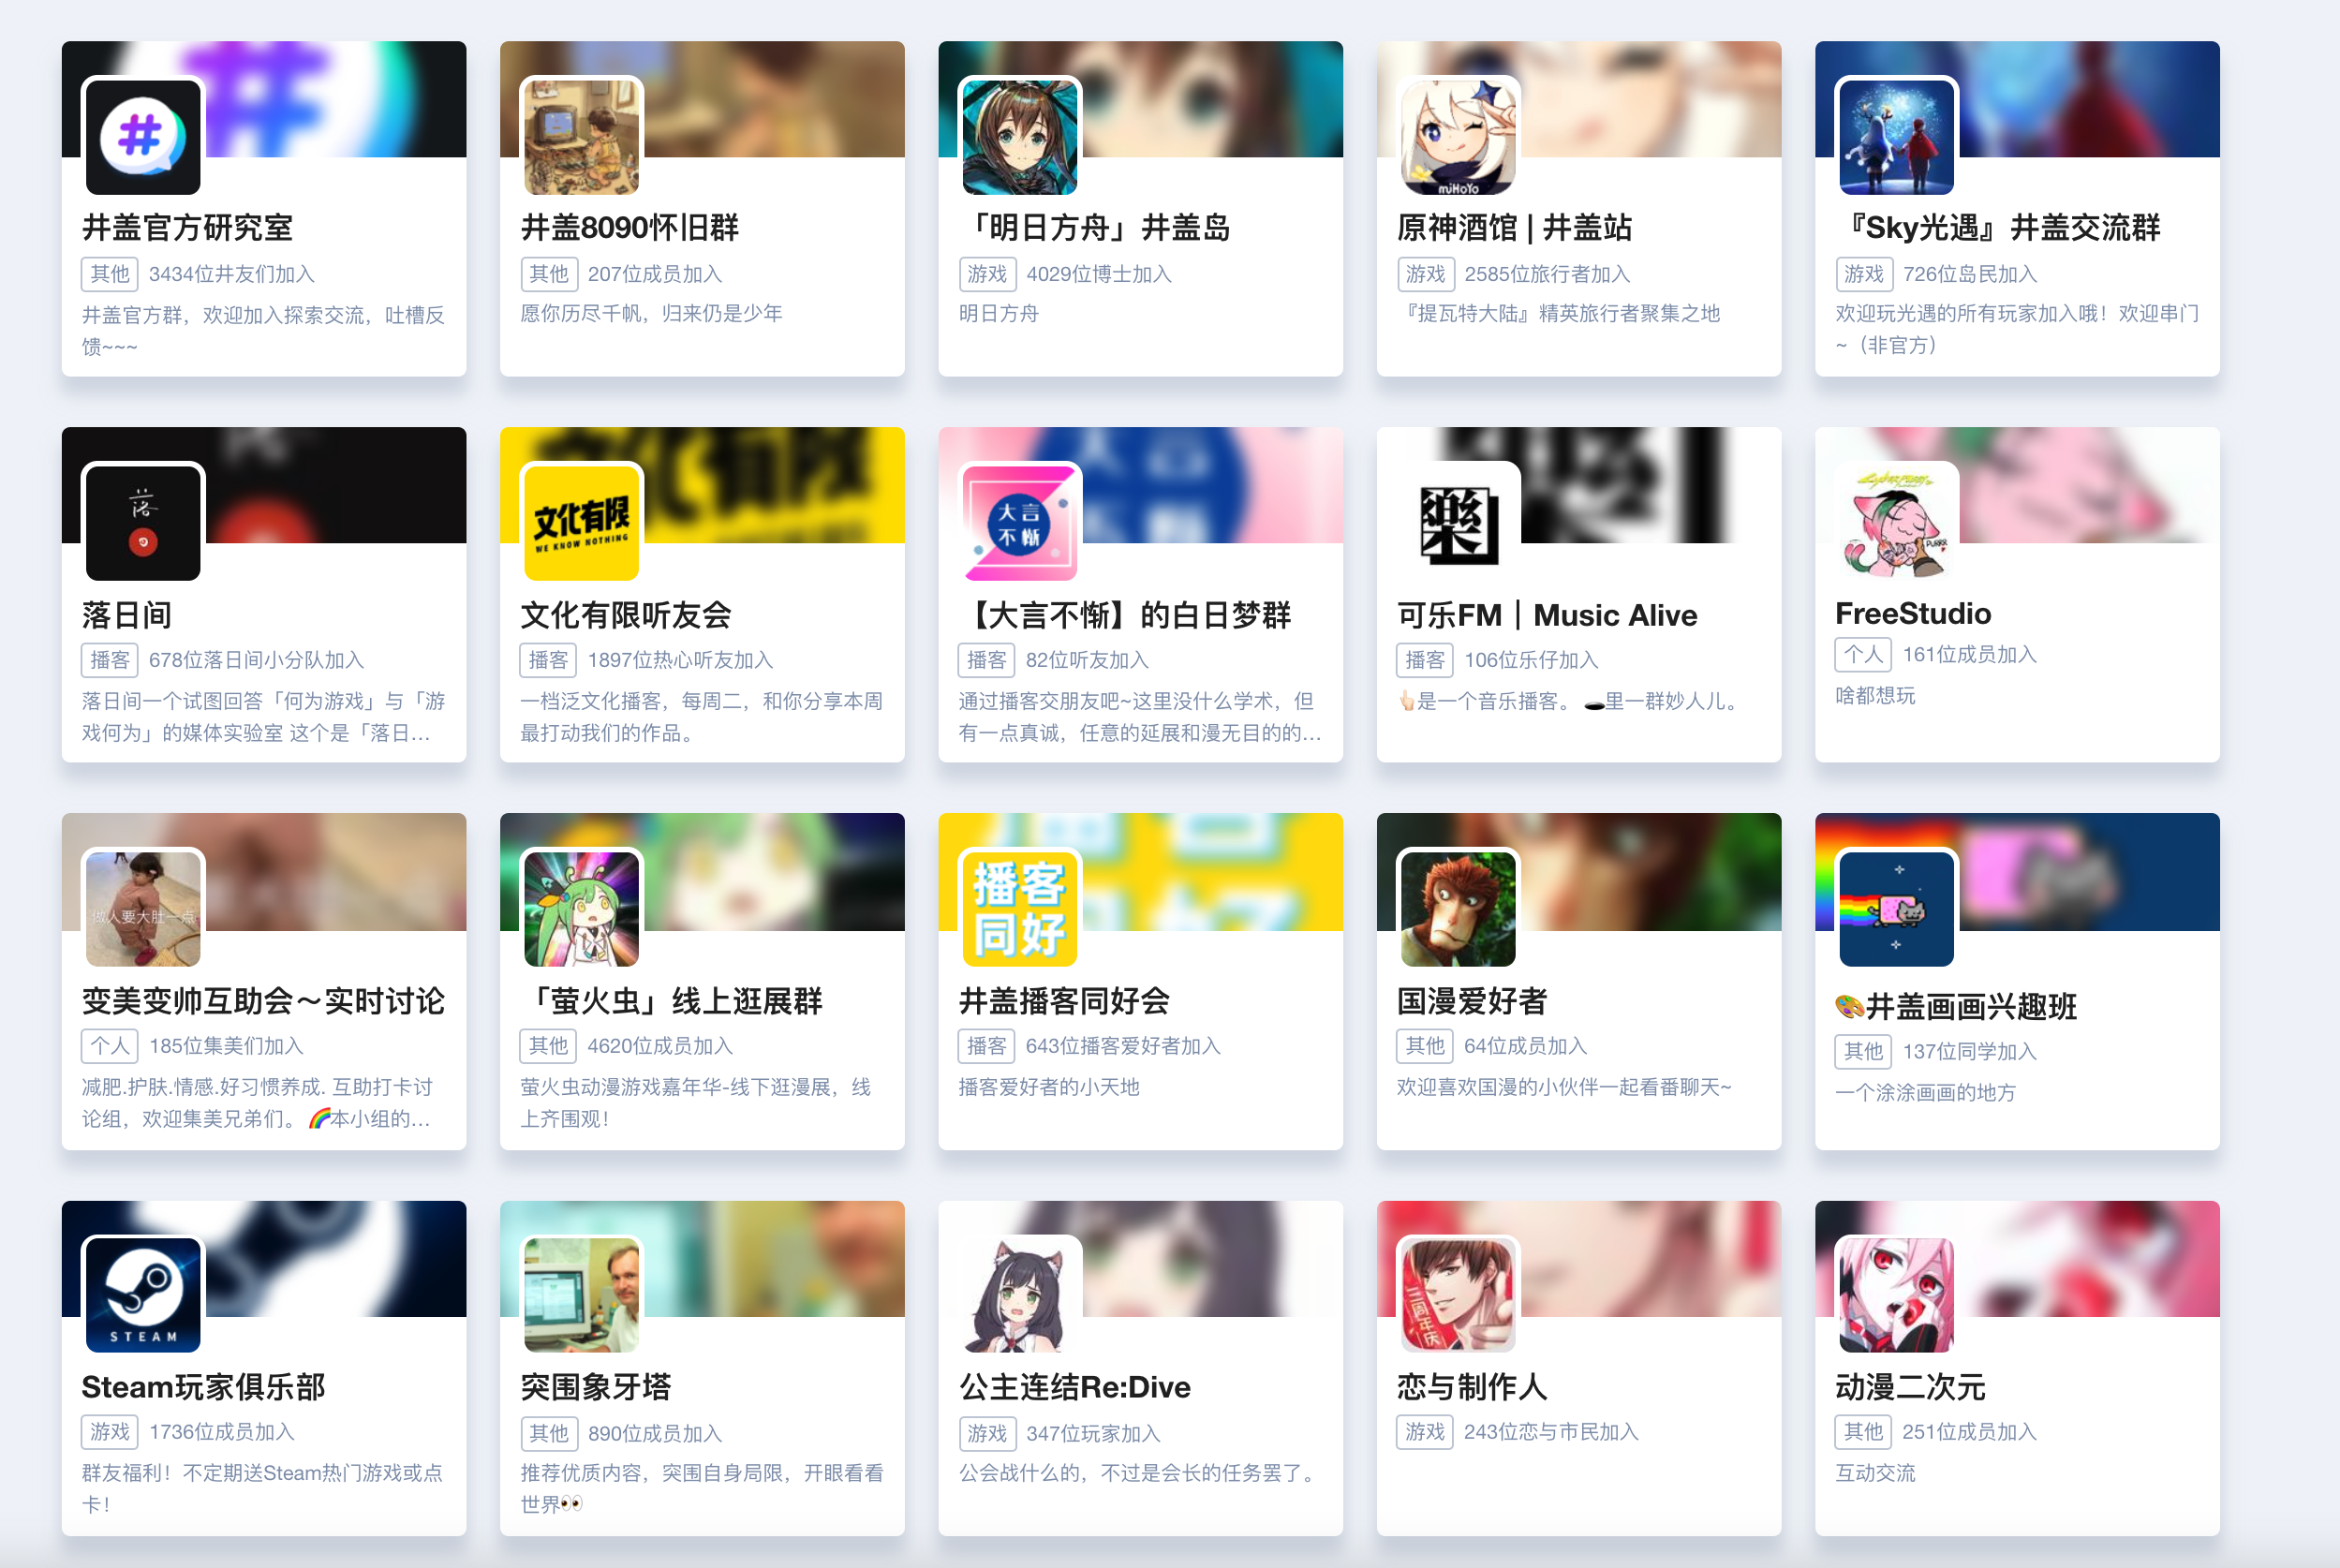 #
井盖官方研究室
其他 3434位井友们加入
井盖官方群，欢迎加入探索交流，吐槽反
馈~~~
井盖8090怀旧群
其他 207位成员加入
愿你历尽千帆，归来仍是少年
「明日方舟」井盖岛
游戏 4029位博士加入
明日方舟
miHoYo
原神酒馆 | 井盖站
游戏 2585位旅行者加入
『提瓦特大陆』精英旅行者聚集之地
『Sky光遇』井盖交流群
游戏 726位岛民加入
欢迎玩光遇的所有玩家加入哦！欢迎串门
~（非官方）
落
落日间
播客 678位落日间小分队加入
落日间一个试图回答「何为游戏」与「游
戏何为」的媒体实验室 这个是「落日...
文化有限
WE KNOW NOTHING
文化有限听友会
播客 1897位热心听友加入
一档泛文化播客，每周二，和你分享本周
最打动我们的作品。
大言
不惭
【大言不惭】的白日梦群
播客 82位听友加入
通过播客交朋友吧~这里没什么学术，但
有一点真诚，任意的延展和漫无目的的...
樂
可乐FM｜Music Alive
播客 106位乐仔加入
👆🏻是一个音乐播客。 🕳️里一群妙人儿。
PURRR
FreeStudio
个人 161位成员加入
啥都想玩
做人要大肚一点
变美变帅互助会～实时讨论
个人 185位集美们加入
减肥.护肤.情感.好习惯养成. 互助打卡讨
论组，欢迎集美兄弟们。 🌈本小组的...
「萤火虫」线上逛展群
其他 4620位成员加入
萤火虫动漫游戏嘉年华-线下逛漫展，线
上齐围观！
播客
同好
井盖播客同好会
播客 643位播客爱好者加入
播客爱好者的小天地
国漫爱好者
其他 64位成员加入
欢迎喜欢国漫的小伙伴一起看番聊天~
🎨井盖画画兴趣班
其他 137位同学加入
一个涂涂画画的地方
STEAM
Steam玩家俱乐部
游戏 1736位成员加入
群友福利！不定期送Steam热门游戏或点
卡！
突围象牙塔
其他 890位成员加入
推荐优质内容，突围自身局限，开眼看看
世界👀
公主连结Re:Dive
游戏 347位玩家加入
公会战什么的，不过是会长的任务罢了。
三周年庆
恋与制作人
游戏 243位恋与市民加入
动漫二次元
其他 251位成员加入
互动交流